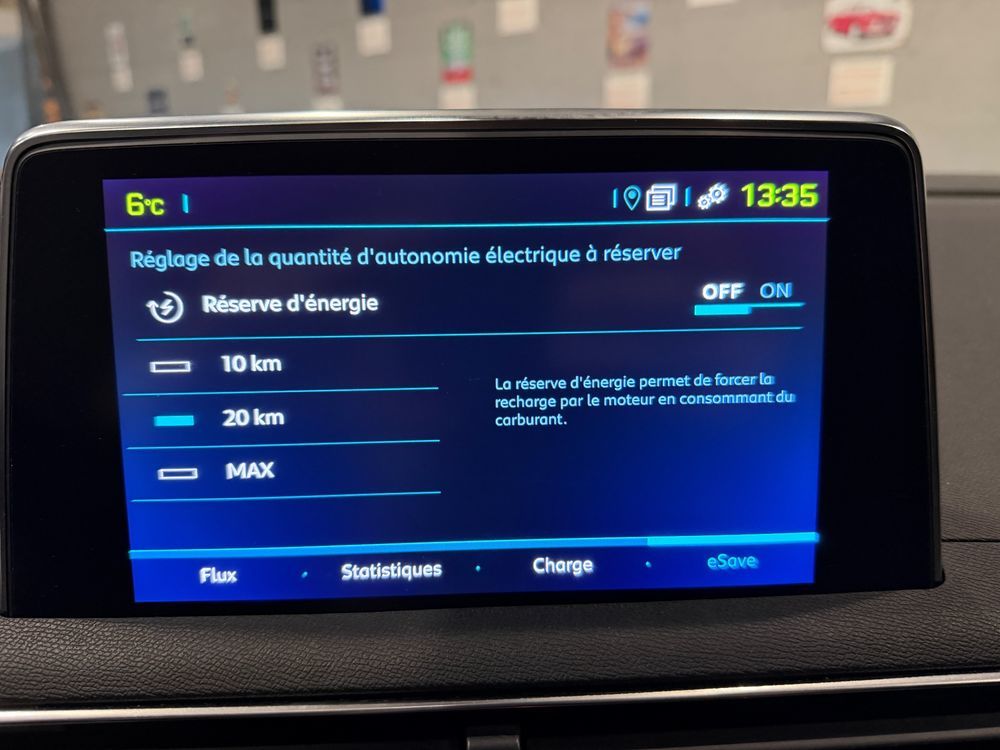 6°C 13:35
Réglage de la quantité d'autonomie électrique à réserver
Réserve d'énergie OFF ON
10 km
20 km
MAX
La réserve d'énergie permet de forcer la
recharge par le moteur en consommant du
carburant.
Flux Statistiques Charge eSave